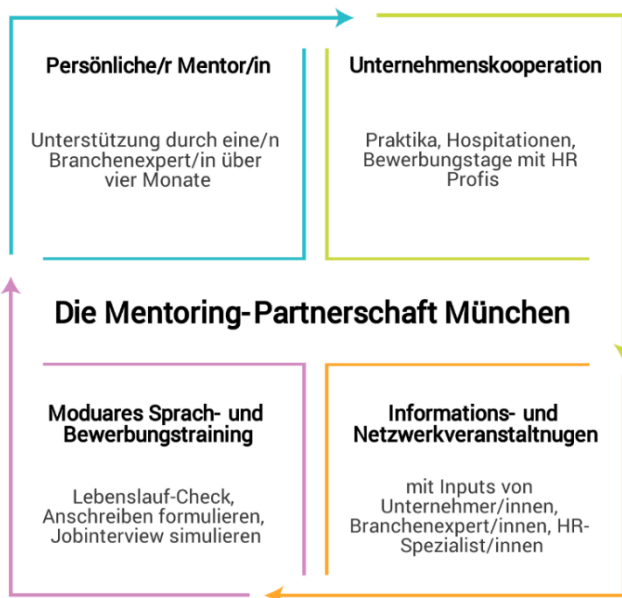 Persönliche/r Mentor/in
Unterstützung durch eine/n
Branchenexpert/in über
vier Monate
Unternehmenskooperation
Praktika, Hospitationen,
Bewerbungstage mit HR
Profis
Die Mentoring-Partnerschaft München
Moduares Sprach- und
Bewerbungstraining
Lebenslauf-Check,
Anschreiben formulieren,
Jobinterview simulieren
Informations- und
Netzwerkveranstaltnugen
mit Inputs von
Unternehmer/innen,
Branchenexpert/innen, HR-
Spezialist/innen